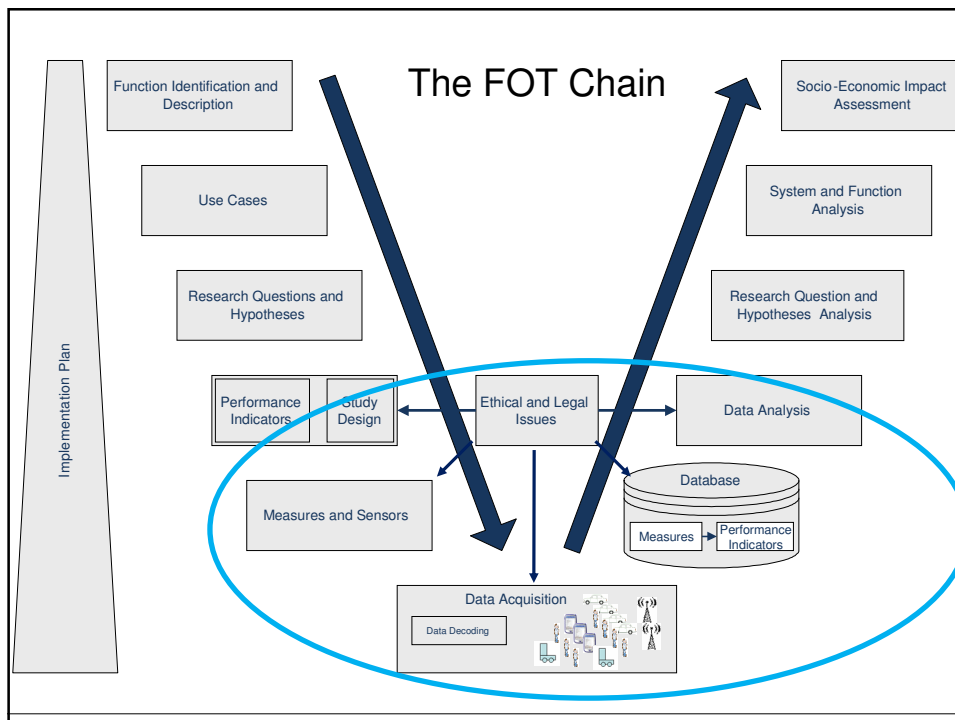 The FOT Chain
Function Identification and
Description
Socio-Economic Impact
Assessment
Use Cases
System and Function
Analysis
Research Questions and
Hypotheses
Research Question and
Hypotheses Analysis
Implementation Plan
Performance
Indicators
Study
Design
Ethical and Legal
Issues
Data Analysis
Measures and Sensors
Database
Measures
Performance
Indicators
Data Acquisition
Data Decoding